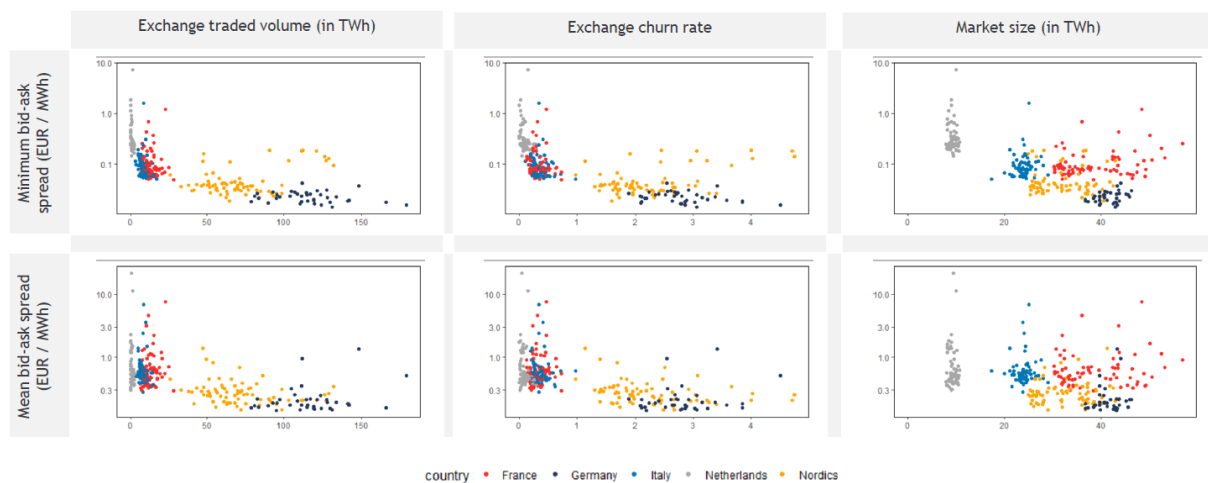 Exchange traded volume (in TWh) Exchange churn rate Market size (in TWh)
Minimum bid-ask
spread (EUR / MWh)
10.0 10.0 10.0
1.0 1.0 1.0
0.1 0.1 0.1
0 50 100 150 0 1 2 3 4 0 20 40
Mean bid-ask spread
(EUR / MWh)
10.0 10.0 10.0
3.0 3.0 3.0
1.0 1.0 1.0
0.3 0.3 0.3
0 50 100 150 0 1 2 3 4 0 20 40
country France Germany Italy Netherlands Nordics